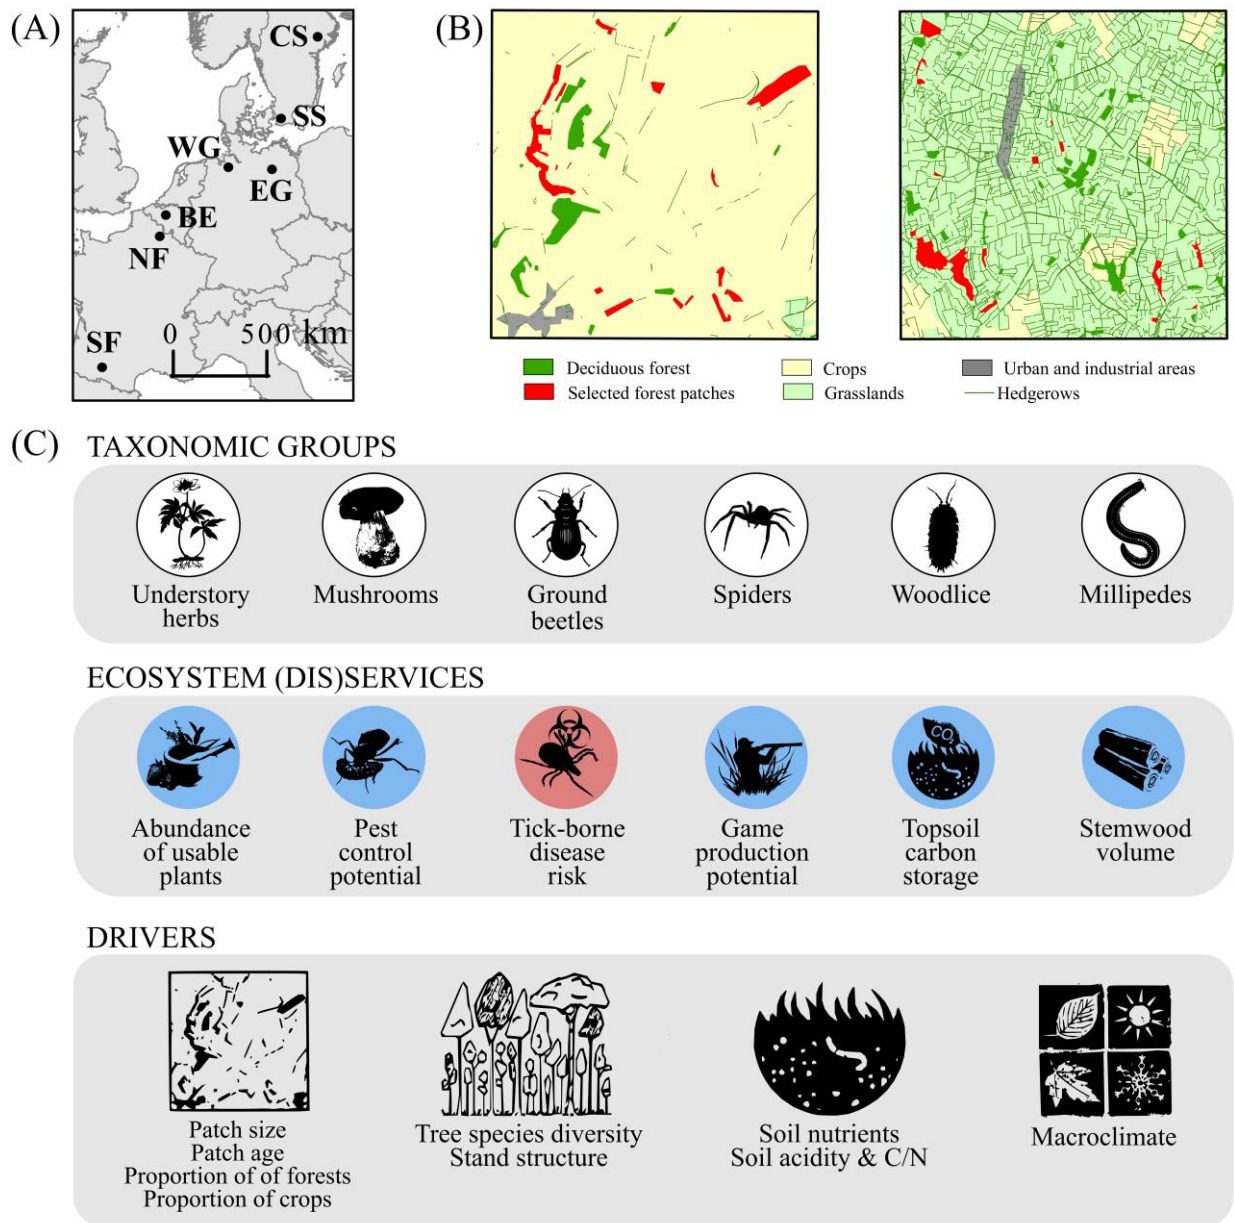 (A)
CS
SS
WG
EG
BE
NF
SF
0 500 km
(B)
Deciduous forest
Selected forest patches
Crops
Grasslands
Urban and industrial areas
Hedgerows
(C)
TAXONOMIC GROUPS
Understory
herbs
Mushrooms
Ground
beetles
Spiders
Woodlice
Millipedes
ECOSYSTEM (DIS)SERVICES
CO₂
Abundance
of usable
plants
Pest
control
potential
Tick-borne
disease
risk
Game
production
potential
Topsoil
carbon
storage
Stemwood
volume
DRIVERS
Patch size
Patch age
Proportion of of forests
Proportion of crops
Tree species diversity
Stand structure
Soil nutrients
Soil acidity & C/N
Macroclimate